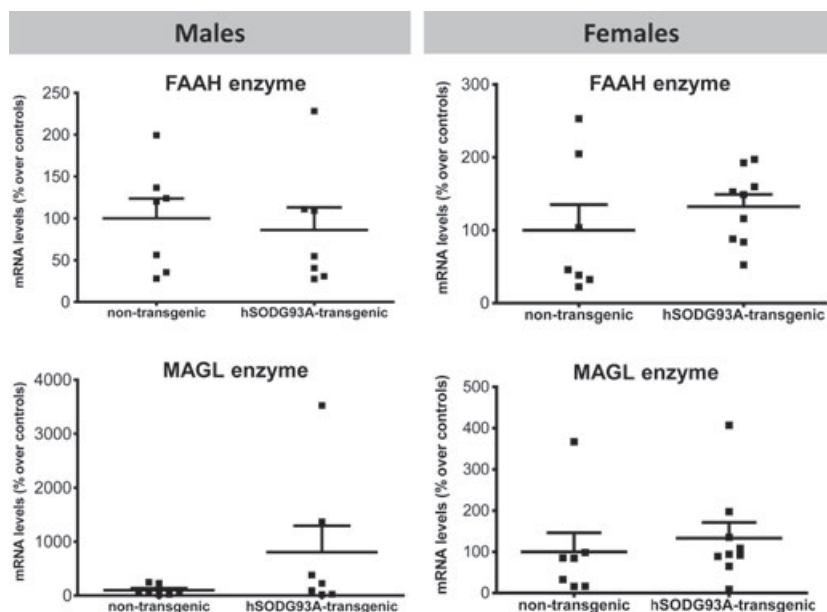 Males
Females
FAAH enzyme
mRNA levels (% over controls)
250
200
150
100
50
0
non-transgenic
hSODG93A-transgenic
FAAH enzyme
mRNA levels (% over controls)
300
200
100
0
non-transgenic
hSODG93A-transgenic
MAGL enzyme
mRNA levels (% over controls)
4000
3000
2000
1000
0
non-transgenic
hSODG93A-transgenic
MAGL enzyme
mRNA levels (% over controls)
500
400
300
200
100
0
non-transgenic
hSODG93A-transgenic